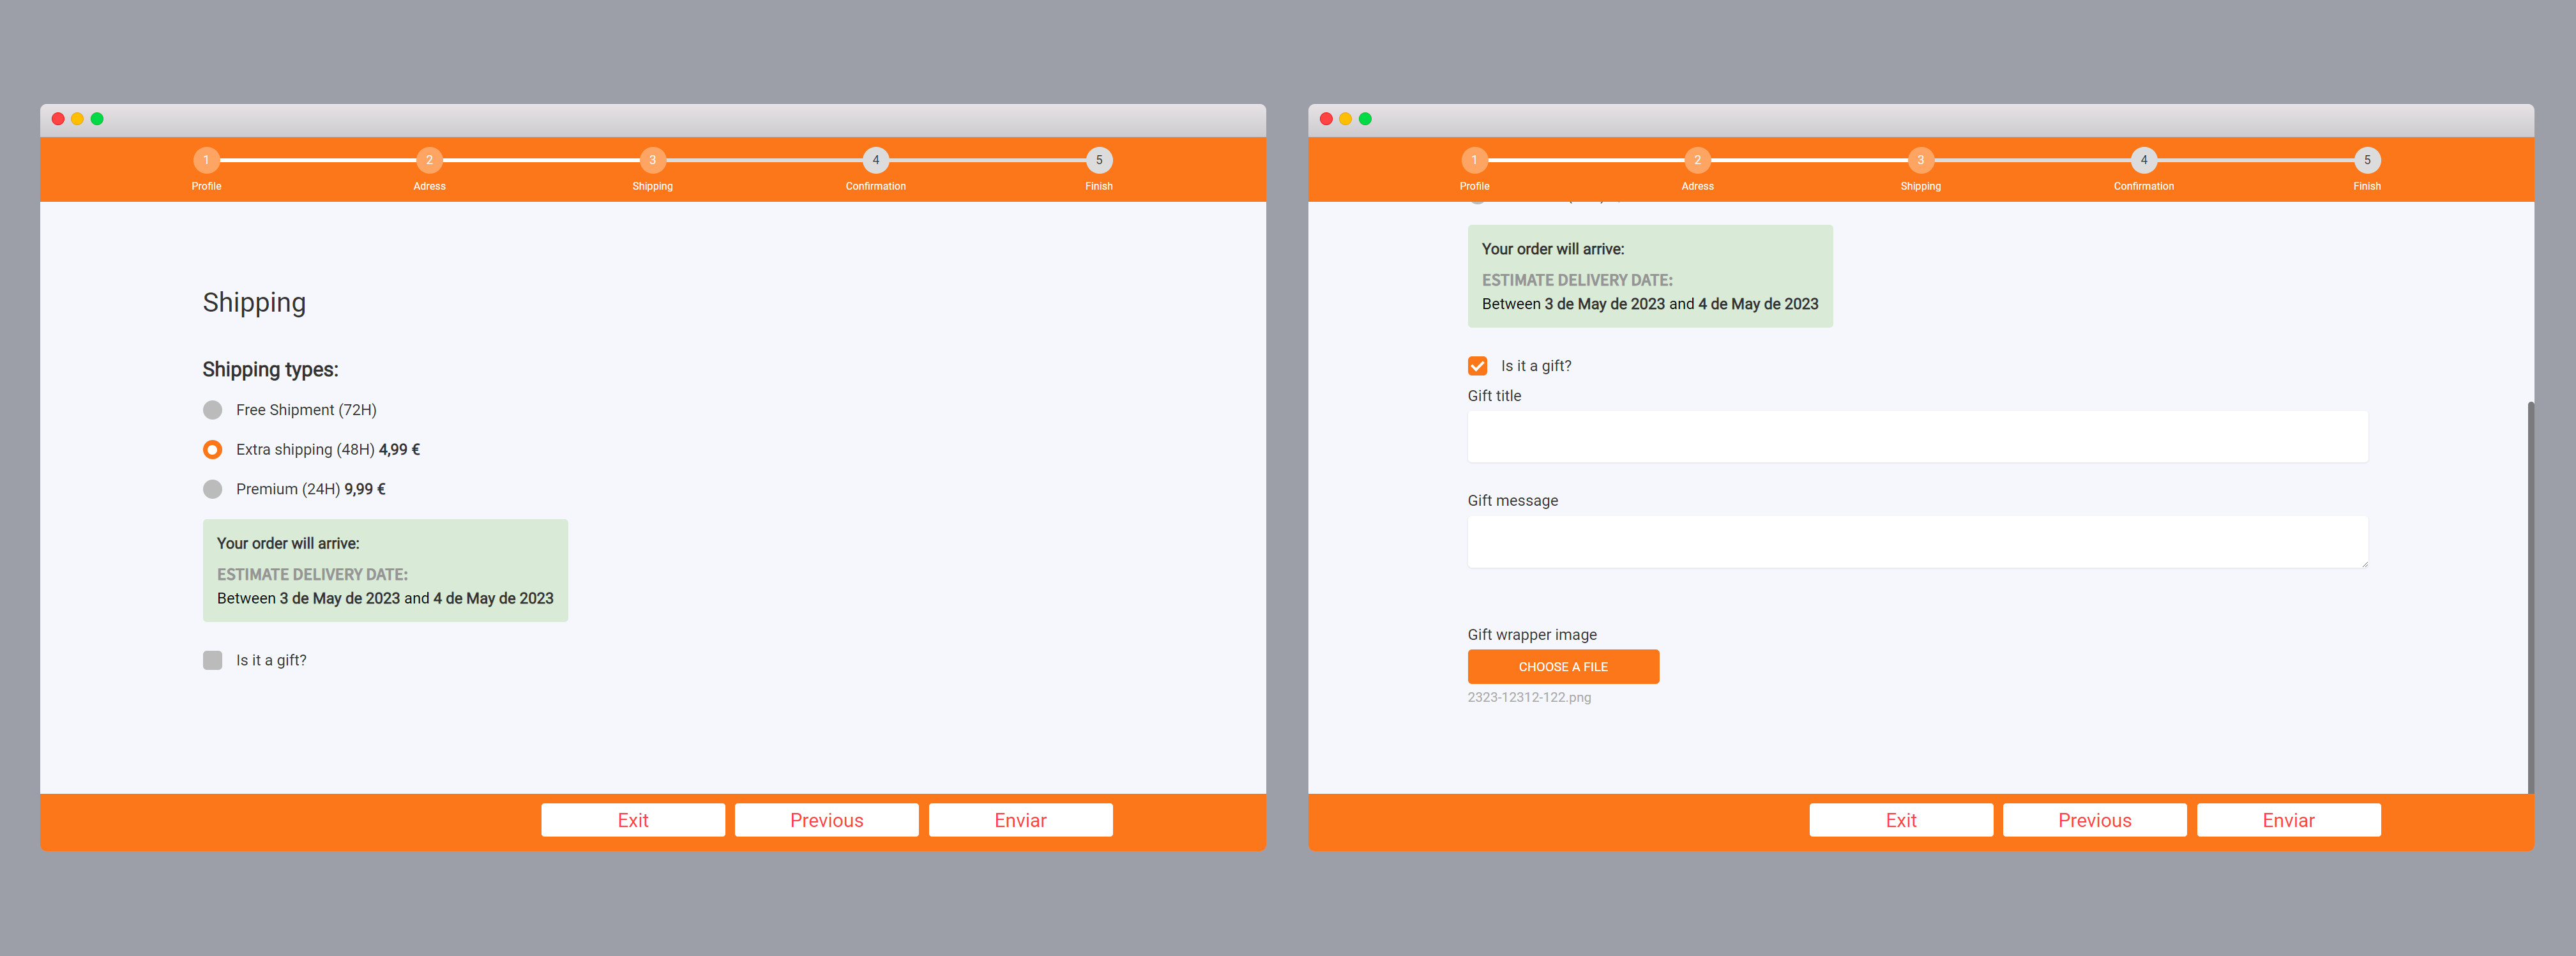 1 2 3 4 5
Profile Adress Shipping Confirmation Finish
Shipping
Shipping types:
Free Shipment (72H)
Extra shipping (48H) 4,99 €
Premium (24H) 9,99 €
Your order will arrive:
ESTIMATE DELIVERY DATE:
Between 3 de May de 2023 and 4 de May de 2023
Is it a gift?
Exit Previous Enviar
1 2 3 4 5
Profile Adress Shipping Confirmation Finish
Your order will arrive:
ESTIMATE DELIVERY DATE:
Between 3 de May de 2023 and 4 de May de 2023
Is it a gift?
Gift title
Gift message
Gift wrapper image
CHOOSE A FILE
2323-12312-122.png
Exit Previous Enviar